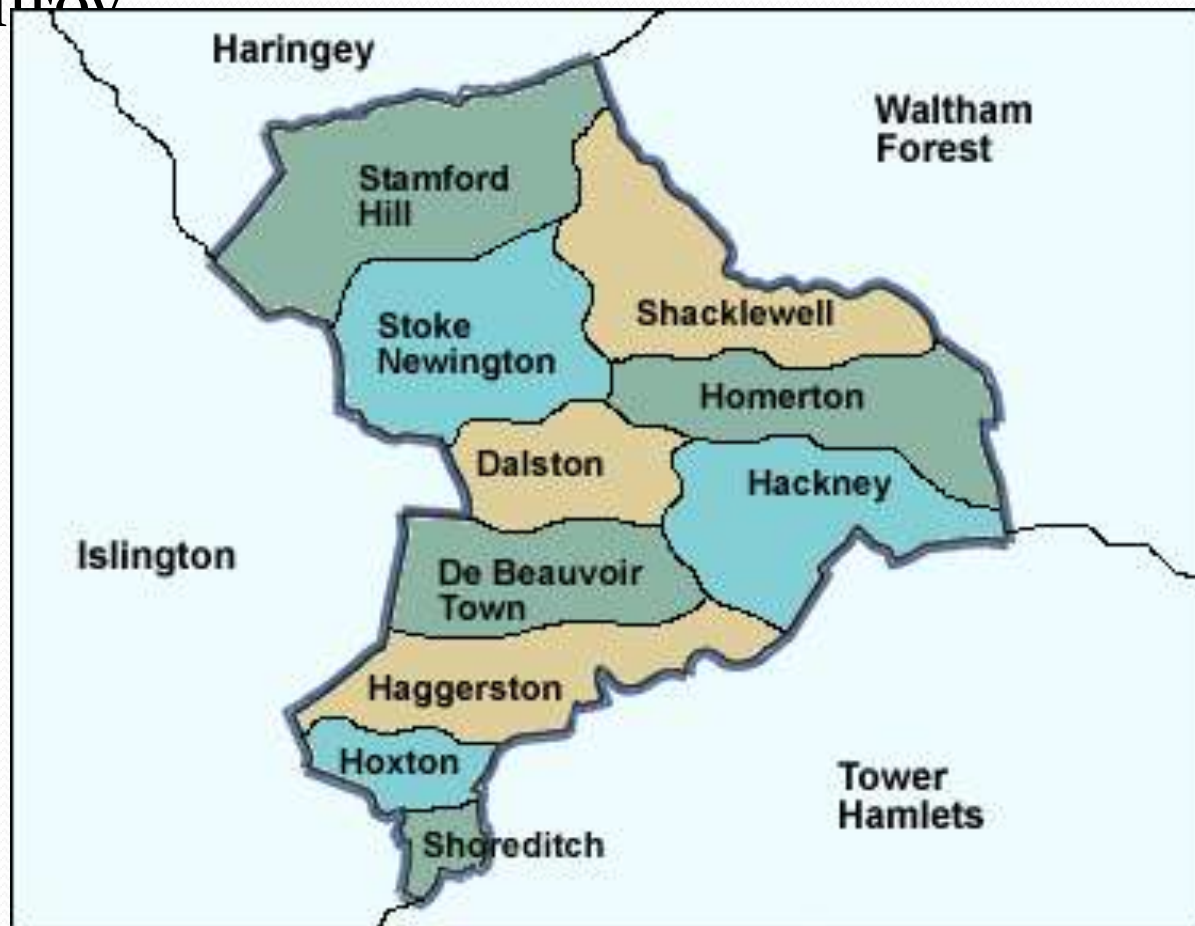 Haringey
Waltham
Forest
Stamford
Hill
Shacklewell
Stoke
Newington
Homerton
Dalston
Hackney
Islington
De Beauvoir
Town
Haggerston
Hoxton
Tower
Hamlets
Shoreditch